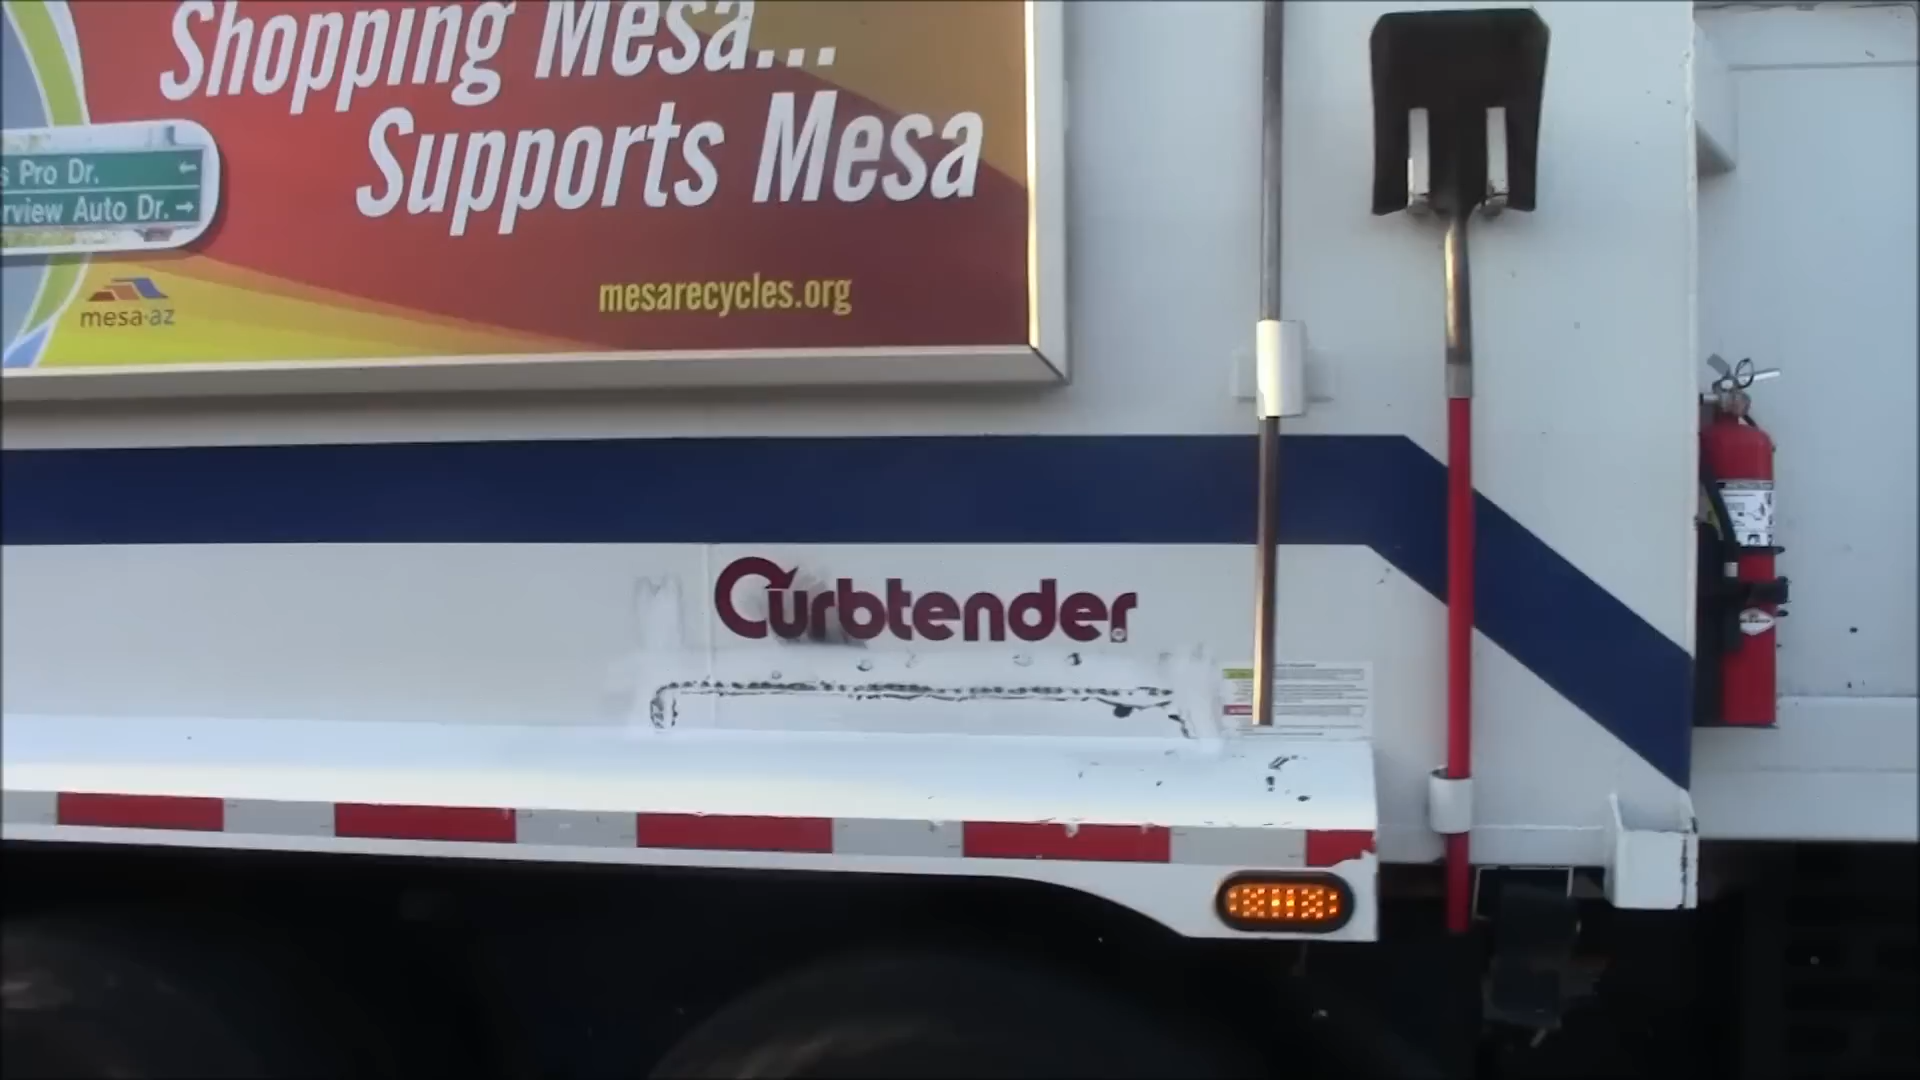 Shopping Mesa...
Supports Mesa
s Pro Dr. ←
rview Auto Dr. →
mesa·az
mesarecycles.org
Curbtender